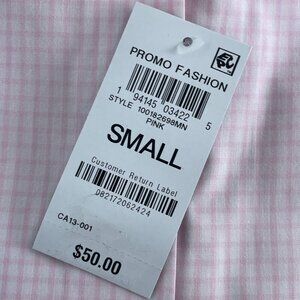 PROMO FASHION
1 94145 03422 5
STYLE 100182698MN
PINK
SMALL
Customer Return Label
082172062424
CA13-001
$50.00